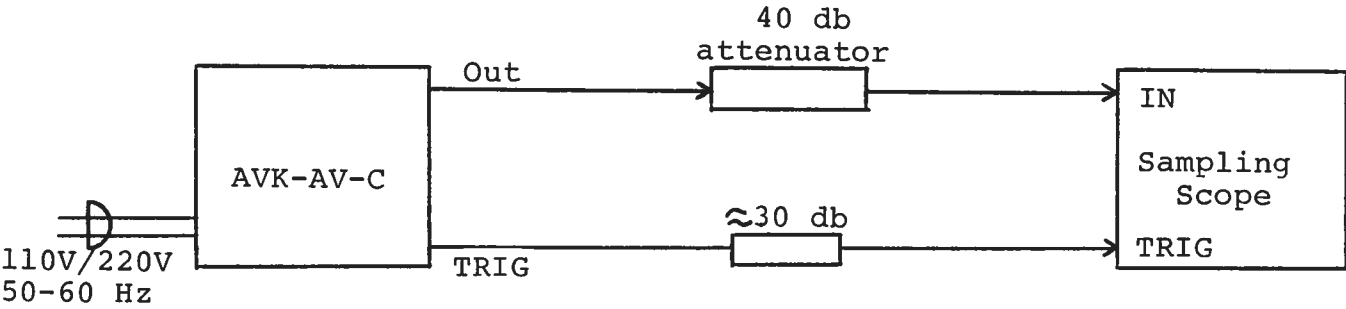 40 db
attenuator
Out
IN
AVK-AV-C
Sampling
Scope
≈30 db
TRIG
TRIG
110V/220V
50-60 Hz